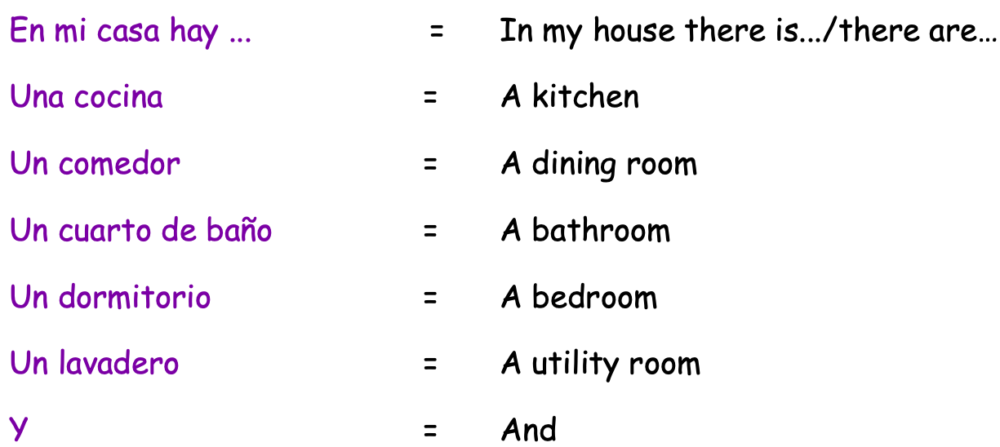 En mi casa hay ... = In my house there is.../there are...
Una cocina = A kitchen
Un comedor = A dining room
Un cuarto de baño = A bathroom
Un dormitorio = A bedroom
Un lavadero = A utility room
Y = And